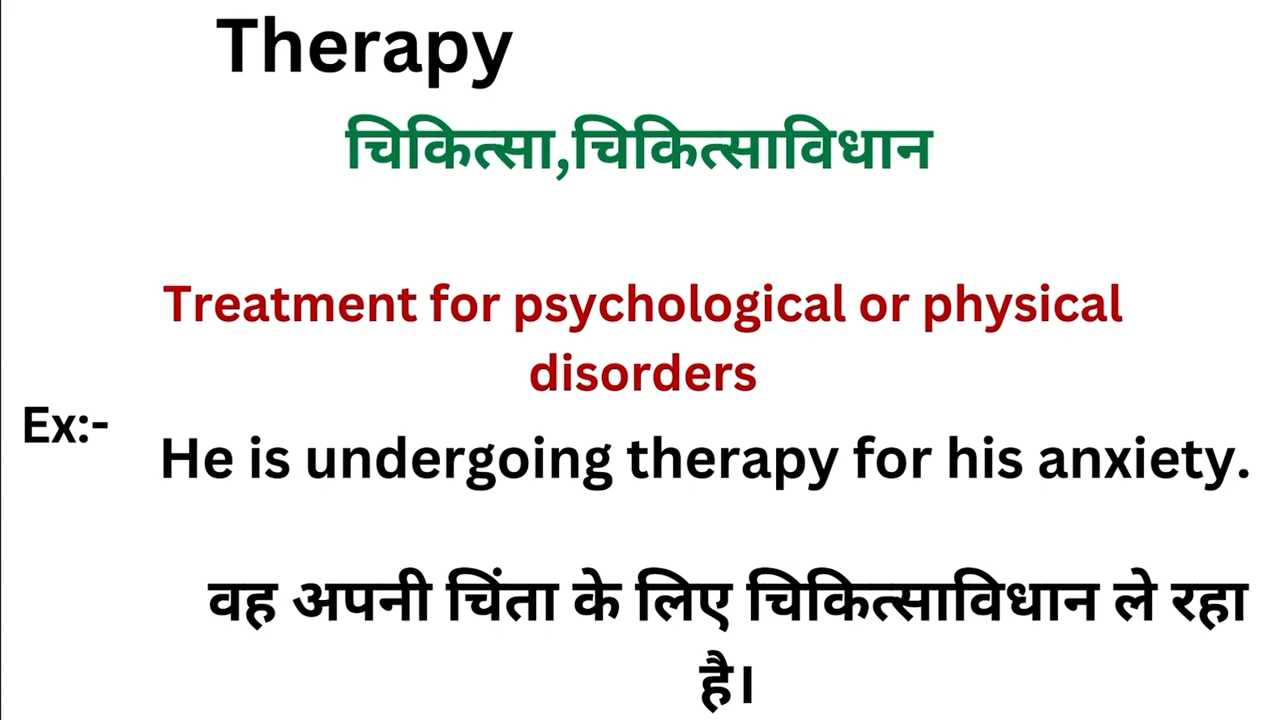 Therapy
चिकित्सा,चिकित्साविधान
Treatment for psychological or physical
disorders
Ex:-
He is undergoing therapy for his anxiety.
वह अपनी चिंता के लिए चिकित्साविधान ले रहा
है।